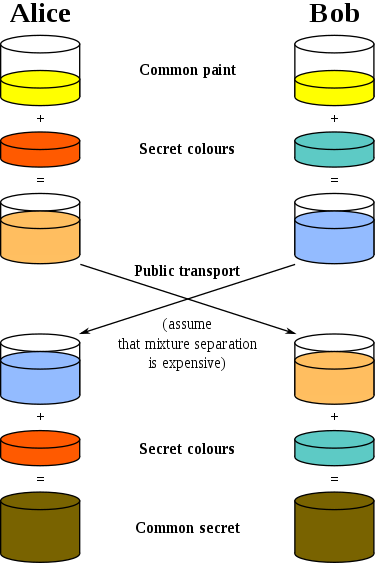 Alice Bob
Common paint
+ +
Secret colours
= =
Public transport
(assume
that mixture separation
is expensive)
+ +
Secret colours
= =
Common secret